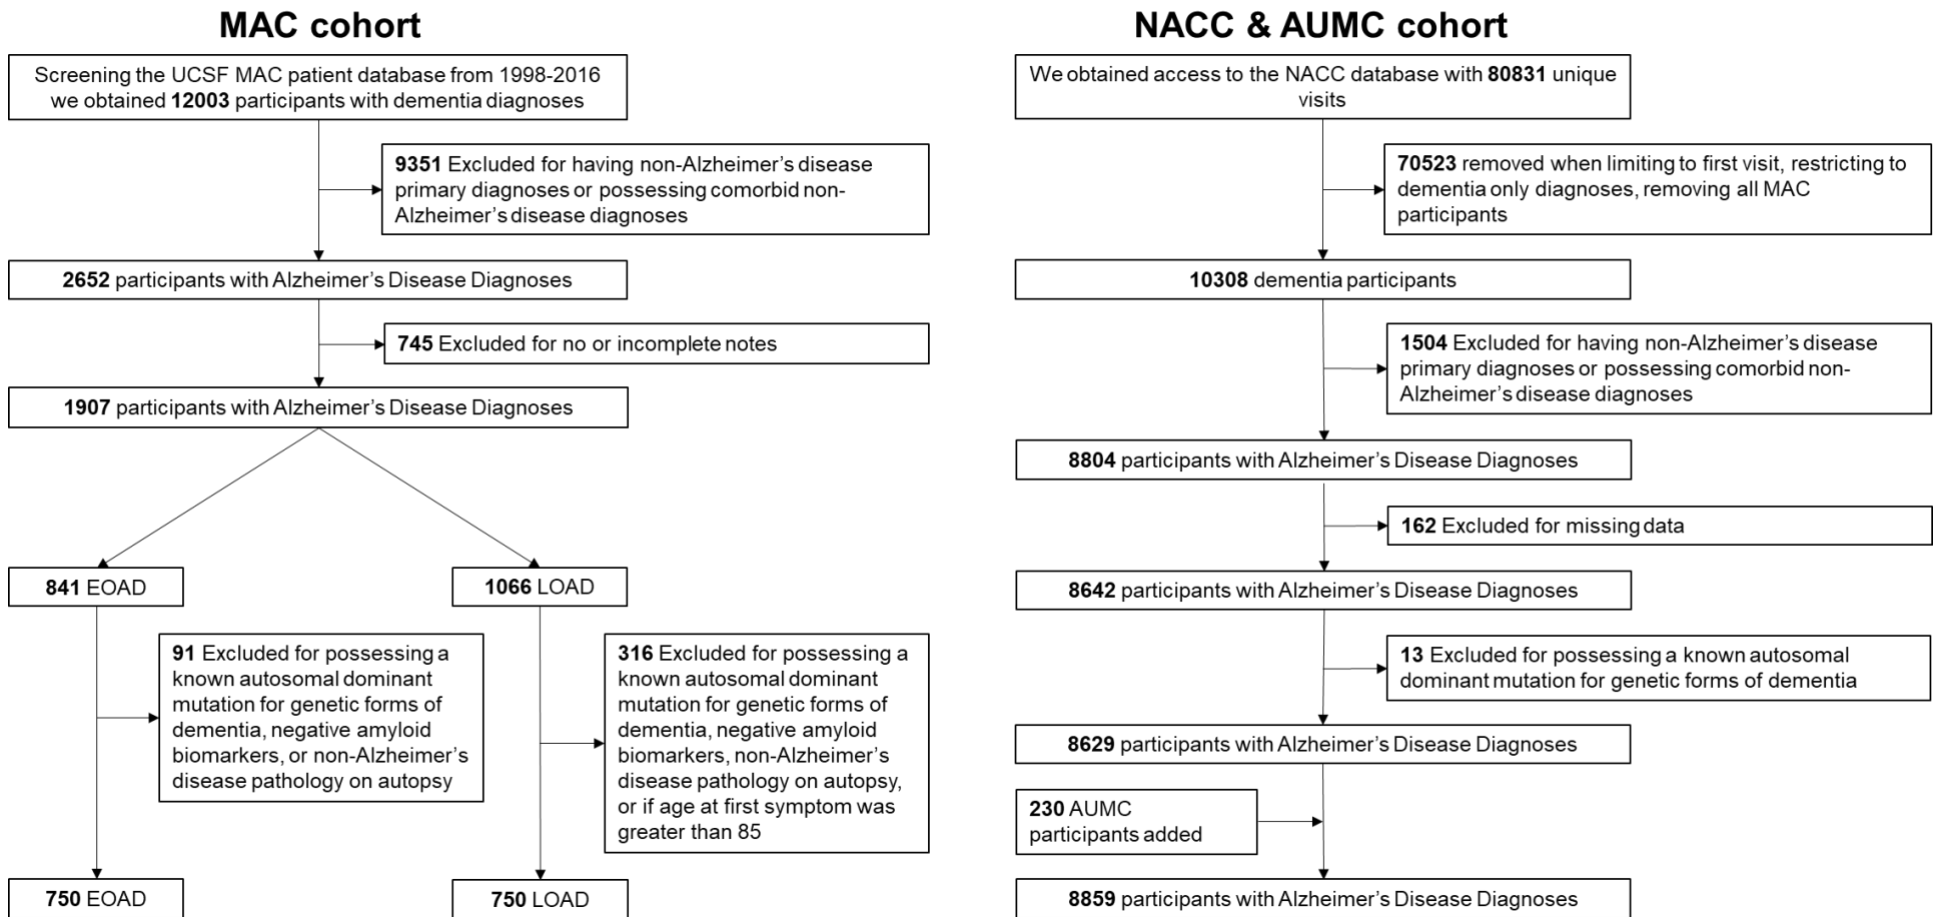 MAC cohort
Screening the UCSF MAC patient database from 1998-2016
we obtained 12003 participants with dementia diagnoses
9351 Excluded for having non-Alzheimer's disease
primary diagnoses or possessing comorbid non-
Alzheimer's disease diagnoses
2652 participants with Alzheimer's Disease Diagnoses
745 Excluded for no or incomplete notes
1907 participants with Alzheimer's Disease Diagnoses
841 EOAD
1066 LOAD
91 Excluded for possessing a
known autosomal dominant
mutation for genetic forms of
dementia, negative amyloid
biomarkers, or non-Alzheimer's
disease pathology on autopsy
316 Excluded for possessing a
known autosomal dominant
mutation for genetic forms of
dementia, negative amyloid
biomarkers, non-Alzheimer's
disease pathology on autopsy,
or if age at first symptom was
greater than 85
750 EOAD
750 LOAD
NACC & AUMC cohort
We obtained access to the NACC database with 80831 unique
visits
70523 removed when limiting to first visit, restricting to
dementia only diagnoses, removing all MAC
participants
10308 dementia participants
1504 Excluded for having non-Alzheimer's disease
primary diagnoses or possessing comorbid non-
Alzheimer's disease diagnoses
8804 participants with Alzheimer's Disease Diagnoses
162 Excluded for missing data
8642 participants with Alzheimer's Disease Diagnoses
13 Excluded for possessing a known autosomal
dominant mutation for genetic forms of dementia
8629 participants with Alzheimer's Disease Diagnoses
230 AUMC
participants added
8859 participants with Alzheimer's Disease Diagnoses